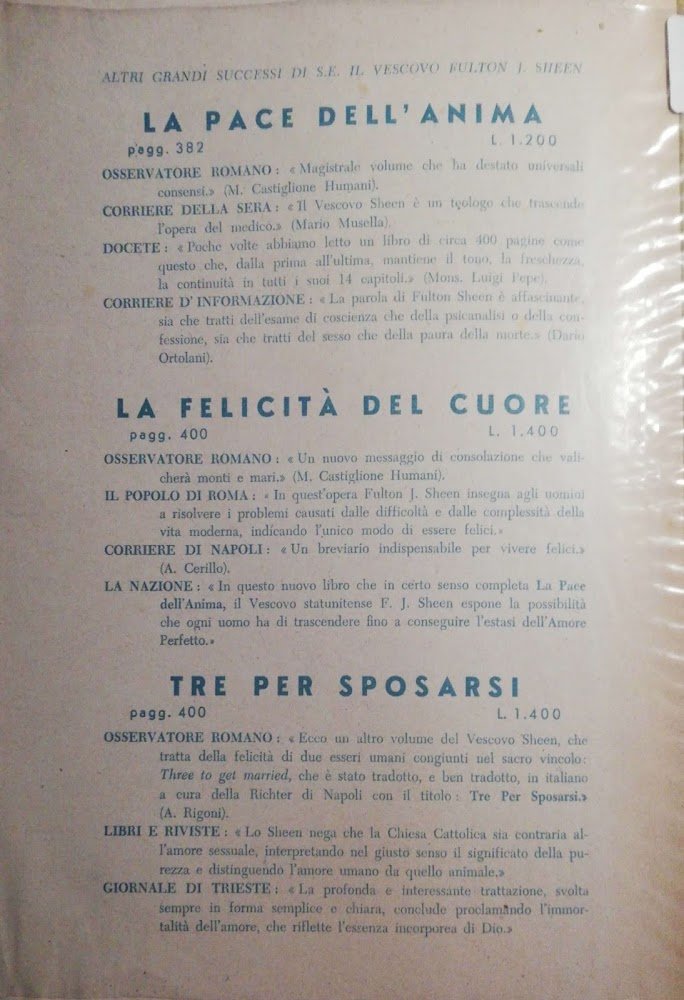 ALTRI GRANDI SUCCESSI DI S.E. IL VESCOVO FULTON J. SHEEN
LA PACE DELL'ANIMA
pagg. 382 L. 1.200
OSSERVATORE ROMANO: «Magistrale volume che ha destato universali
consensi.» (M. Castiglione Humani).
CORRIERE DELLA SERA: «Il Vescovo Sheen è un teologo che trascende
l'opera del medico.» (Mario Musella).
DOCETE: «Poche volte abbiamo letto un libro di circa 400 pagine come
questo che, dalla prima all'ultima, mantiene il tono, la freschezza,
la continuità in tutti i suoi 14 capitoli.» (Mons. Luigi Pepe).
CORRIERE D'INFORMAZIONE: «La parola di Fulton Sheen è affascinante,
sia che tratti dell'esame di coscienza che della psicanalisi o della con-
fessione, sia che tratti del sesso che della paura della morte.» (Dario
Ortolani).
LA FELICITÀ DEL CUORE
pagg. 400 L. 1.400
OSSERVATORE ROMANO: «Un nuovo messaggio di consolazione che vali-
cherà monti e mari.» (M. Castiglione Humani).
IL POPOLO DI ROMA: «In quest'opera Fulton J. Sheen insegna agli uomini
a risolvere i problemi causati dalle difficoltà e dalle complessità della
vita moderna, indicando l'unico modo di essere felici.»
CORRIERE DI NAPOLI: «Un breviario indispensabile per vivere felici.»
(A. Cerillo).
LA NAZIONE: «In questo nuovo libro che in certo senso completa La Pace
dell'Anima, il Vescovo statunitense F. J. Sheen espone la possibilità
che ogni uomo ha di trascendere fino a conseguire l'estasi dell'Amore
Perfetto.»
TRE PER SPOSARSI
pagg. 400 L. 1.400
OSSERVATORE ROMANO: «Ecco un altro volume del Vescovo Sheen, che
tratta della felicità di due esseri umani congiunti nel sacro vincolo:
Three to get married, che è stato tradotto, e ben tradotto, in italiano
a cura della Richter di Napoli con il titolo: Tre Per Sposarsi.»
(A. Rigoni).
LIBRI E RIVISTE: «Lo Sheen nega che la Chiesa Cattolica sia contraria al-
l'amore sessuale, interpretando nel giusto senso il significato della pu-
rezza e distinguendo l'amore umano da quello animale.»
GIORNALE DI TRIESTE: «La profonda e interessante trattazione, svolta
sempre in forma semplice e chiara, conclude proclamando l'immor-
talità dell'amore, che riflette l'essenza incorporea di Dio.»